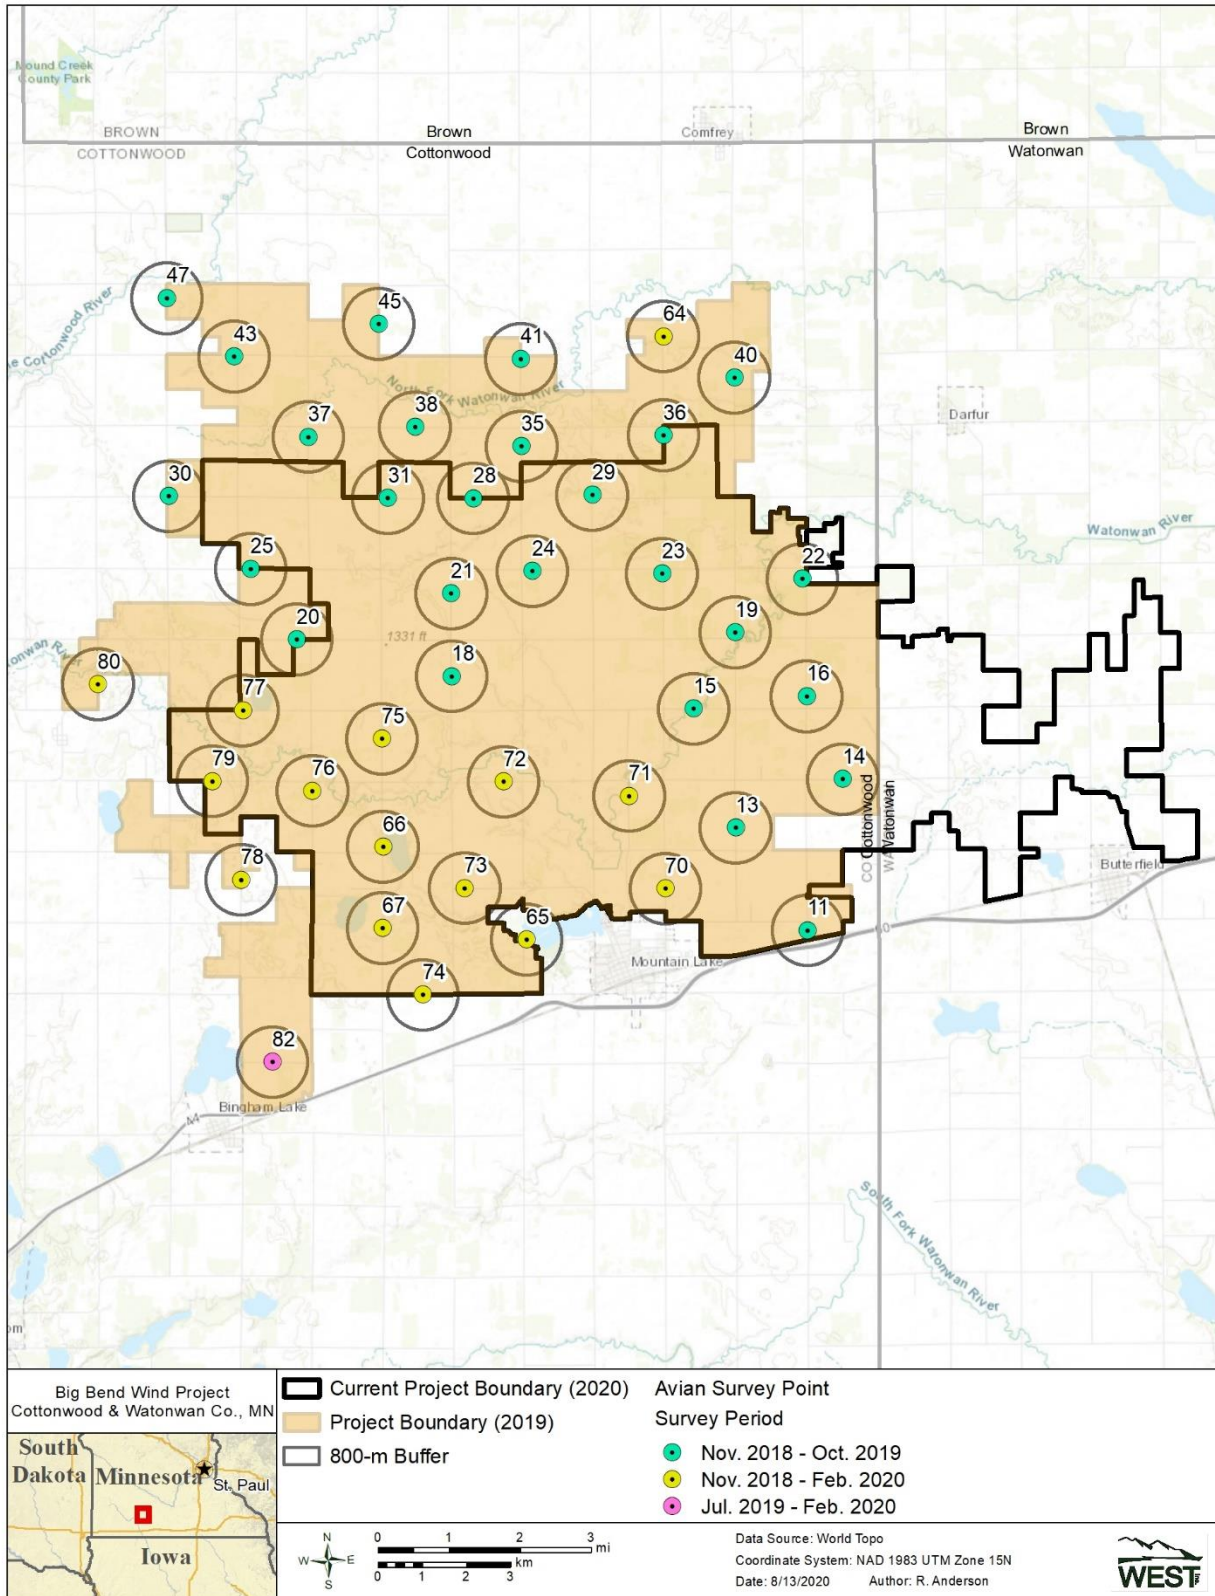 Mound Creek
County Park
BROWN
COTTONWOOD
Brown
Cottonwood
Comfrey
Brown
Watonwan
47
45
64
41
43
40
North Fork Watonwan River
38
37
35
36
Darfur
30
31
28
29
Watonwan River
25
24
23
22
21
20
19
1331 ft
18
80
77
16
15
75
79
76
72
71
14
13
Cottonwood
Watonwan
CO
WA
66
78
73
70
Butterfield
67
65
11
60
Mountain Lake
74
82
Bingham Lake
South Fork Watonwan River
om
Big Bend Wind Project
Cottonwood & Watonwan Co., MN
South
Dakota
Minnesota
St. Paul
Iowa
Current Project Boundary (2020)
Project Boundary (2019)
800-m Buffer
Avian Survey Point
Survey Period
Nov. 2018 - Oct. 2019
Nov. 2018 - Feb. 2020
Jul. 2019 - Feb. 2020
N
W E
S
0 1 2 3
mi
km
0 1 2 3
Data Source: World Topo
Coordinate System: NAD 1983 UTM Zone 15N
Date: 8/13/2020 Author: R. Anderson
WEST